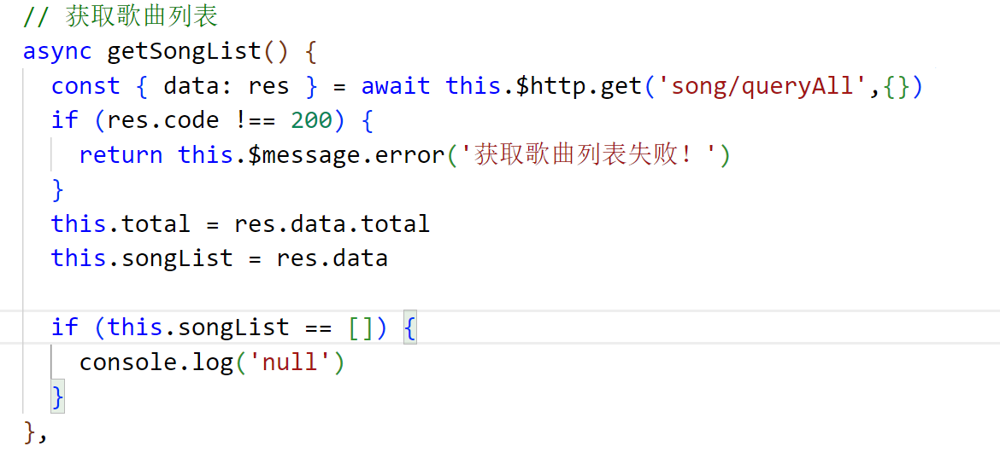 // 获取歌曲列表
async getSongList() {
const { data: res } = await this.$http.get('song/queryAll',{})
if (res.code !== 200) {
return this.$message.error('获取歌曲列表失败！')
}
this.total = res.data.total
this.songList = res.data
if (this.songList == []) {
console.log('null')
}
},